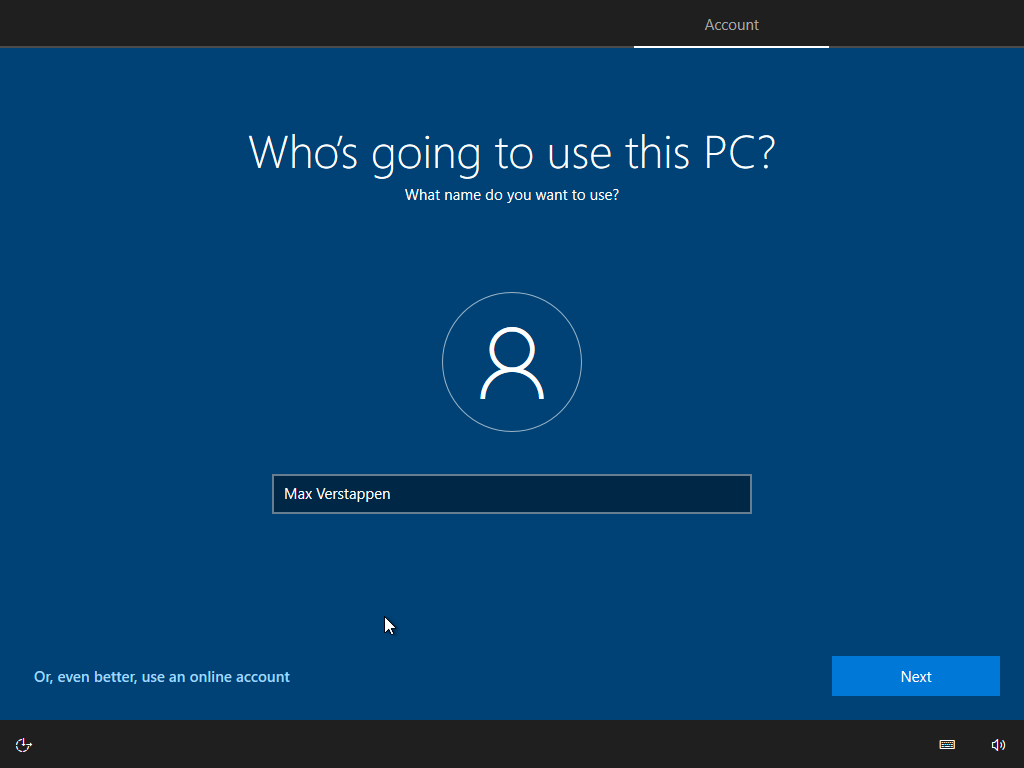 Account
Who's going to use this PC?
What name do you want to use?
Max Verstappen
Or, even better, use an online account
Next